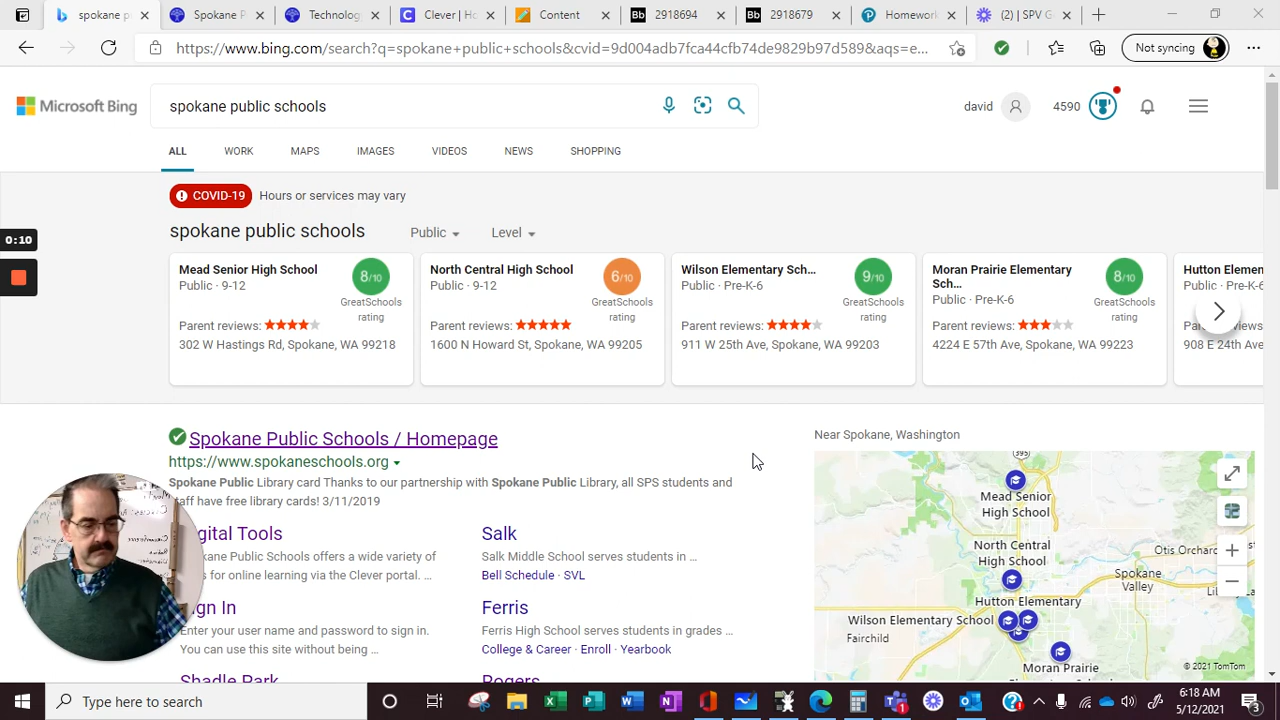 spokane pu
Spokane P
Technolog
Clever | Ho
Content
2918694
2918679
Homework
(2) | SPV G
https://www.bing.com/search?q=spokane+public+schools&cvid=9d004adb7fca44cfb74de9829b97d589&aqs=e...
Not syncing
Microsoft Bing
spokane public schools
david
4590
ALL WORK MAPS IMAGES VIDEOS NEWS SHOPPING
COVID-19 Hours or services may vary
0:10
spokane public schools Public Level
Mead Senior High School
Public · 9-12
8/10
GreatSchools
rating
Parent reviews:
302 W Hastings Rd, Spokane, WA 99218
North Central High School
Public · 9-12
6/10
GreatSchools
rating
Parent reviews:
1600 N Howard St, Spokane, WA 99205
Wilson Elementary Sch...
Public · Pre-K-6
9/10
GreatSchools
rating
Parent reviews:
911 W 25th Ave, Spokane, WA 99203
Moran Prairie Elementary
Sch...
Public · Pre-K-6
8/10
GreatSchools
rating
Parent reviews:
4224 E 57th Ave, Spokane, WA 99223
Hutton Elemen
908 E 24th Ave
Spokane Public Schools / Homepage
https://www.spokaneschools.org
Spokane Public Library card Thanks to our partnership with Spokane Public Library, all SPS students and
staff have free library cards! 3/11/2019
gital Tools
kane Public Schools offers a wide variety of
s for online learning via the Clever portal. ...
gn In
Enter your user name and password to sign in.
You can use this site without being ...
Shadle Park
Salk
Salk Middle School serves students in ...
Bell Schedule · SVL
Ferris
Ferris High School serves students in grades ...
College & Career · Enroll · Yearbook
Rogers
Near Spokane, Washington
395
Mead Senior
High School
North Central
High School
Otis Orchard
Spokane
Valley
Hutton Elementary
Wilson Elementary School
Fairchild
Moran Prairie
© 2021 TomTom
Type here to search
6:18 AM
5/12/2021
3